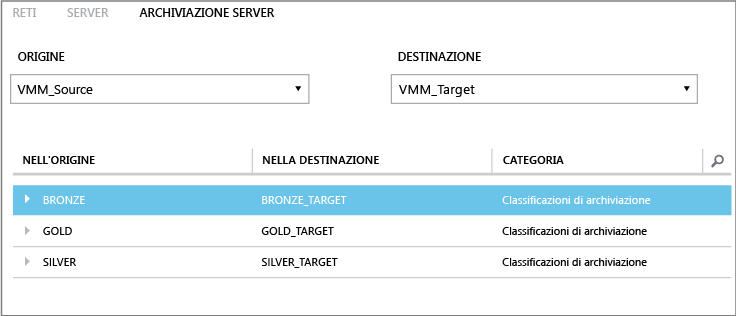 RETI SERVER ARCHIVIAZIONE SERVER
ORIGINE DESTINAZIONE
VMM_Source VMM_Target
NELL'ORIGINE NELLA DESTINAZIONE CATEGORIA
BRONZE BRONZE_TARGET Classificazioni di archiviazione
GOLD GOLD_TARGET Classificazioni di archiviazione
SILVER SILVER_TARGET Classificazioni di archiviazione